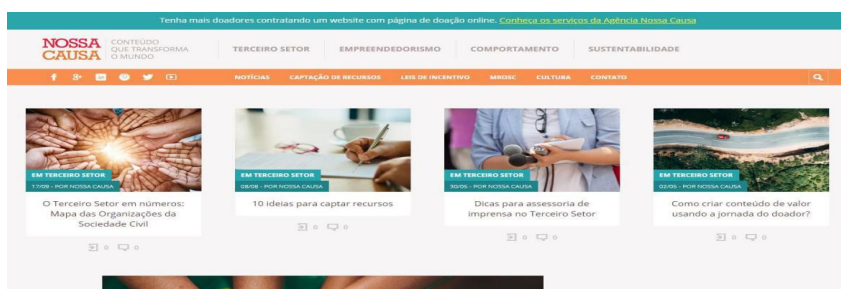 Tenha mais doadores contratando um website com página de doação online. Conheça os serviços da Agência Nossa Causa
NOSSA CAUSA
CONTEÚDO QUE TRANSFORMA O MUNDO
TERCEIRO SETOR EMPREENDEDORISMO COMPORTAMENTO SUSTENTABILIDADE
NOTÍCIAS CAPTAÇÃO DE RECURSOS LEIS DE INCENTIVO MROSC CULTURA CONTATO
EM TERCEIRO SETOR
17/09 - POR NOSSA CAUSA
O Terceiro Setor em números:
Mapa das Organizações da
Sociedade Civil
0 0
EM TERCEIRO SETOR
08/08 - POR NOSSA CAUSA
10 ideias para captar recursos
0 0
EM TERCEIRO SETOR
30/05 - POR NOSSA CAUSA
Dicas para assessoria de
imprensa no Terceiro Setor
0 0
EM TERCEIRO SETOR
02/05 - POR NOSSA CAUSA
Como criar conteúdo de valor
usando a jornada do doador?
0 0